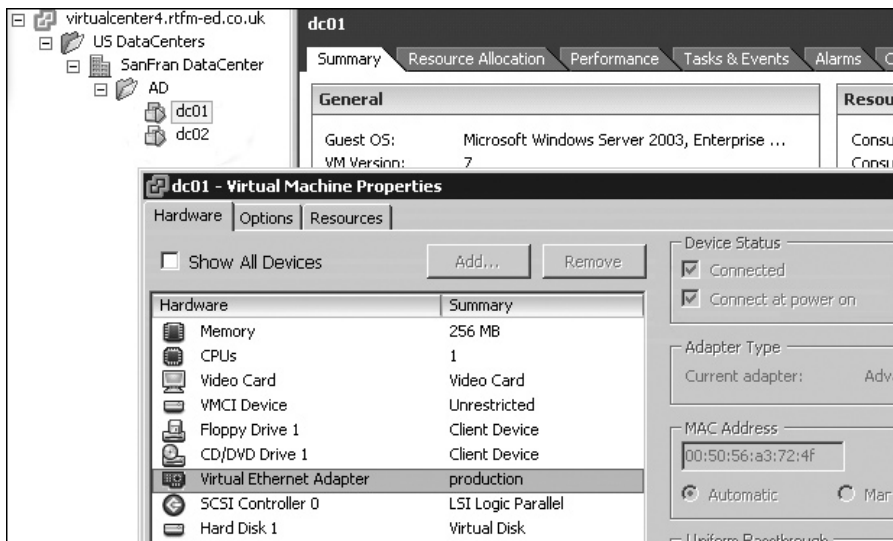 virtualcenter4.rtfm-ed.co.uk
US DataCenters
SanFran DataCenter
AD
dc01
dc02
dc01
Summary Resource Allocation Performance Tasks & Events Alarms
General
Guest OS: Microsoft Windows Server 2003, Enterprise ...
VM Version: 7
Resou
Consu
Consu
dc01 - Virtual Machine Properties
Hardware Options Resources
Show All Devices
Add... Remove
Hardware Summary
Memory 256 MB
CPUs 1
Video Card Video Card
VMCI Device Unrestricted
Floppy Drive 1 Client Device
CD/DVD Drive 1 Client Device
Virtual Ethernet Adapter production
SCSI Controller 0 LSI Logic Parallel
Hard Disk 1 Virtual Disk
Device Status
Connected
Connect at power on
Adapter Type
Current adapter: Adv
MAC Address
00:50:56:a3:72:4f
Automatic Mar